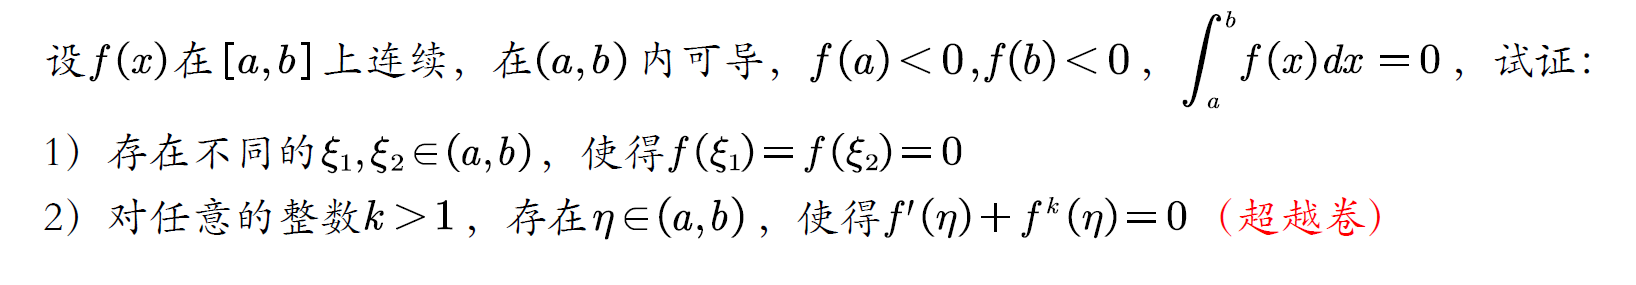 设f(x)在[a,b]上连续，在(a,b)内可导，f(a)<0,f(b)<0，∫_a^b f(x)dx=0，试证：
1）存在不同的ξ₁,ξ₂∈(a,b)，使得f(ξ₁)=f(ξ₂)=0
2）对任意的整数k>1，存在η∈(a,b)，使得f′(η)+f^k(η)=0（超越卷）